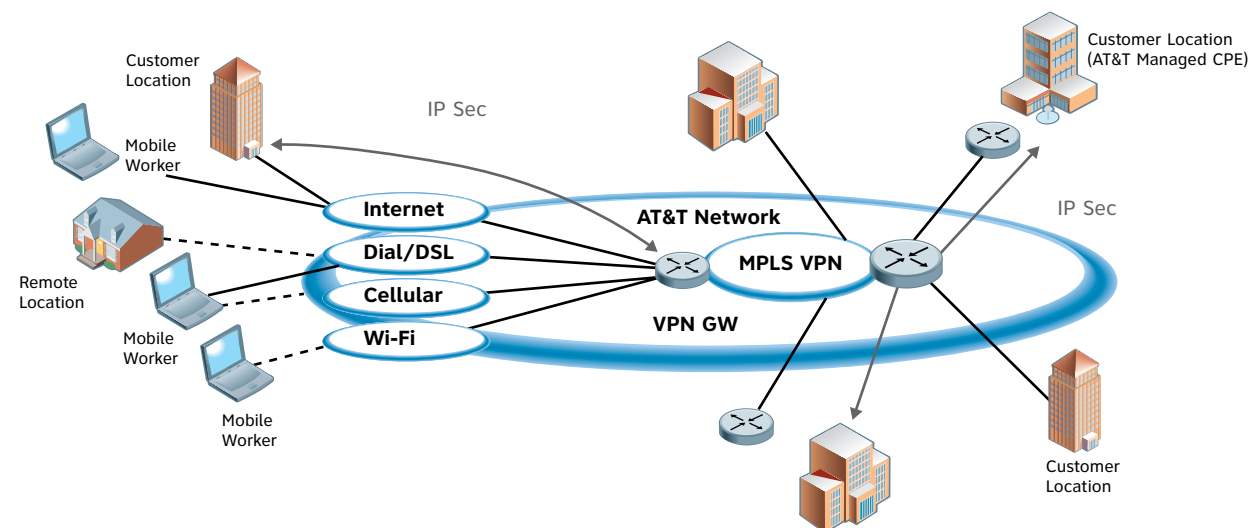 Customer
Location
IP Sec
Customer Location
(AT&T Managed CPE)
Mobile
Worker
Internet
AT&T Network
IP Sec
Dial/DSL
MPLS VPN
Remote
Location
Cellular
VPN GW
Mobile
Worker
Wi-Fi
Mobile
Worker
Customer
Location